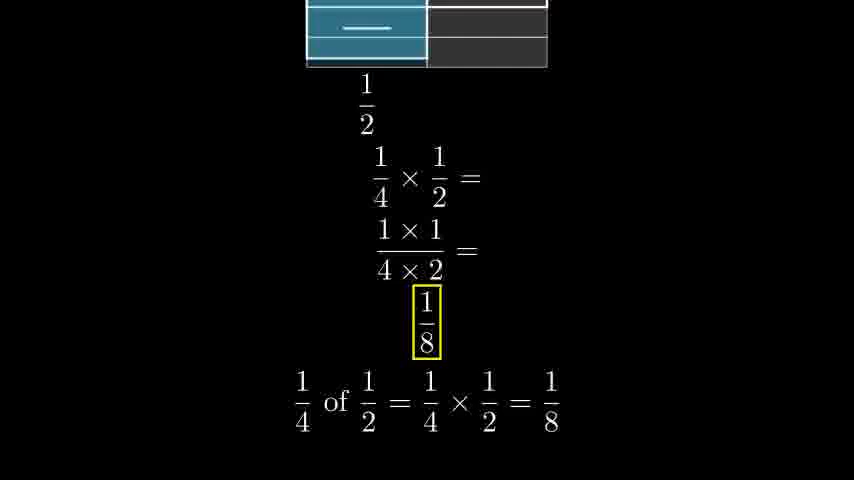 1/2
1/4 × 1/2 =
1 × 1 / 4 × 2 =
1/8
1/4 of 1/2 = 1/4 × 1/2 = 1/8